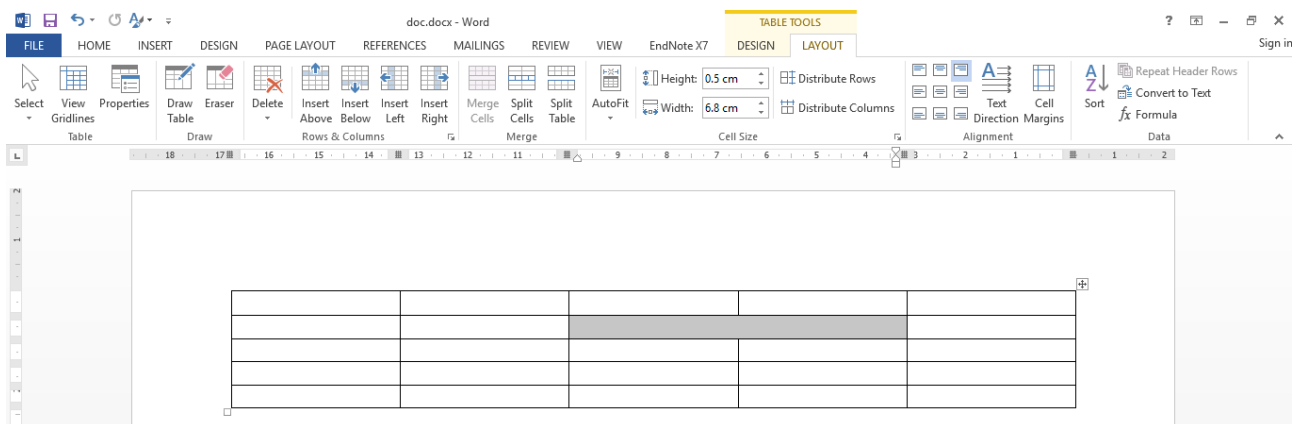 doc.docx - Word
TABLE TOOLS
?
FILE HOME INSERT DESIGN PAGE LAYOUT REFERENCES MAILINGS REVIEW VIEW EndNote X7 DESIGN LAYOUT Sign in
Height: 0.5 cm Distribute Rows
Repeat Header Rows
Convert to Text
Width: 6.8 cm Distribute Columns
Formula
Select View Gridlines Properties
Draw Table Eraser
Delete Insert Above Insert Below Insert Left Insert Right
Merge Cells Split Cells Split Table
AutoFit
Text Direction Cell Margins
Sort
Table Draw Rows & Columns Merge Cell Size Alignment Data
18 17 16 15 14 13 12 11 9 8 7 6 5 4 3 2 1 1 2
2
1